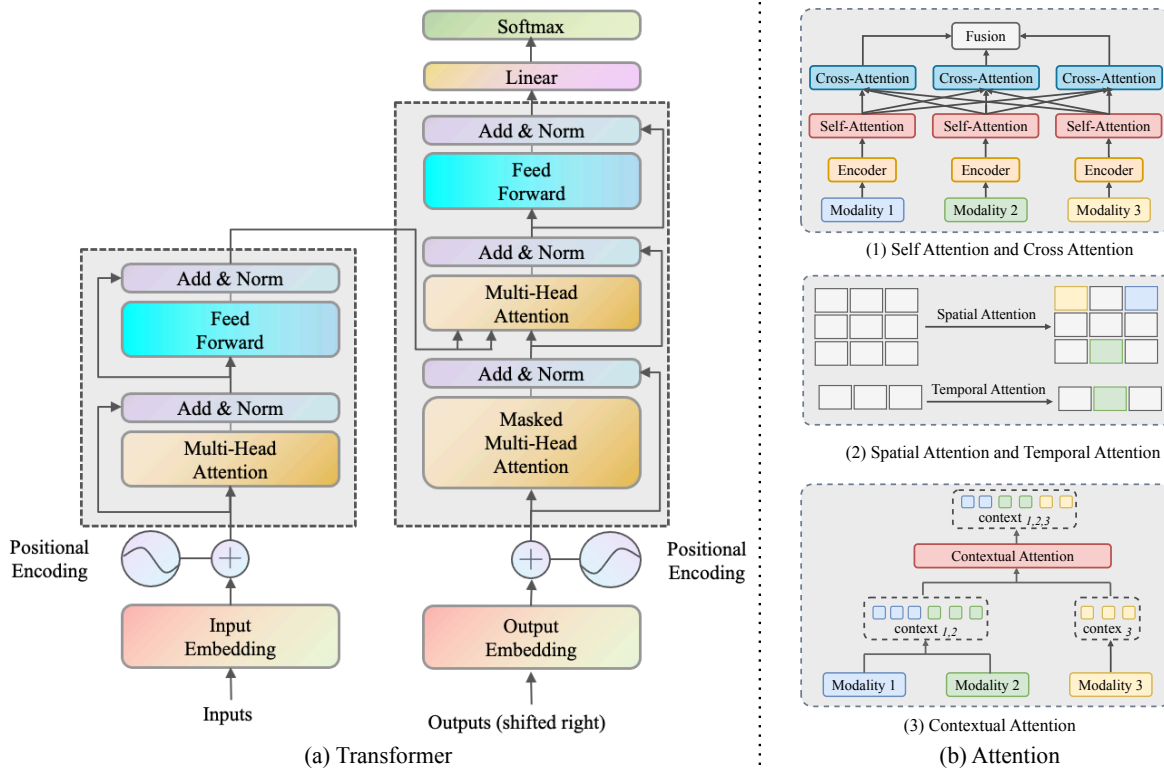 Softmax
Linear
Add & Norm
Feed
Forward
Add & Norm
Multi-Head
Attention
Add & Norm
Masked
Multi-Head
Attention
Add & Norm
Feed
Forward
Add & Norm
Multi-Head
Attention
Positional
Encoding
Positional
Encoding
Input
Embedding
Output
Embedding
Inputs
Outputs (shifted right)
(a) Transformer
Fusion
Cross-Attention Cross-Attention Cross-Attention
Self-Attention Self-Attention Self-Attention
Encoder Encoder Encoder
Modality 1 Modality 2 Modality 3
(1) Self Attention and Cross Attention
Spatial Attention
Temporal Attention
(2) Spatial Attention and Temporal Attention
context 1,2,3
Contextual Attention
context 1,2 contex 3
Modality 1 Modality 2 Modality 3
(3) Contextual Attention
(b) Attention